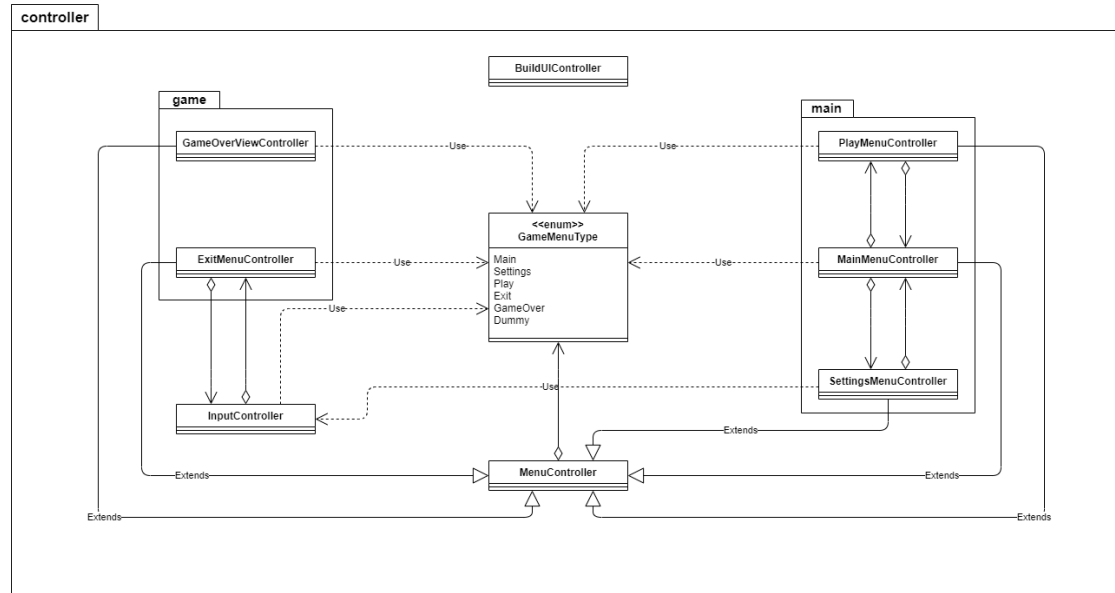 controller
BuildUIController
game
main
GameOverViewController
Use
Use
PlayMenuController
<<enum>>
GameMenuType
Main
Settings
Play
Exit
GameOver
Dummy
ExitMenuController
Use
Use
MainMenuController
Use
Use
SettingsMenuController
InputController
Extends
MenuController
Extends
Extends
Extends
Extends